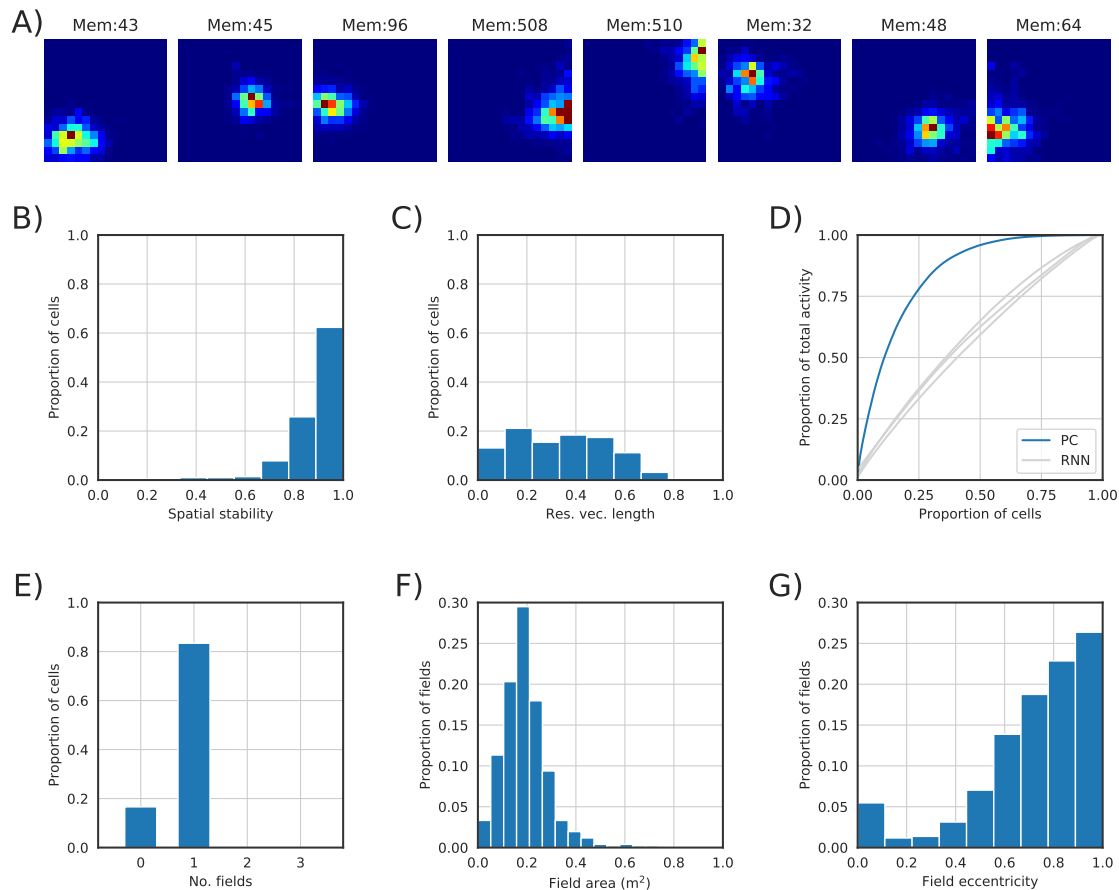 A)
Mem:43 Mem:45 Mem:96 Mem:508 Mem:510 Mem:32 Mem:48 Mem:64
B)
1.0
0.8
0.6
0.4
0.2
0.0
Proportion of cells
0.0 0.2 0.4 0.6 0.8 1.0
Spatial stability
C)
1.0
0.8
0.6
0.4
0.2
0.0
Proportion of cells
0.0 0.2 0.4 0.6 0.8 1.0
Res. vec. length
D)
1.00
0.75
0.50
0.25
0.00
Proportion of total activity
PC
RNN
0.00 0.25 0.50 0.75 1.00
Proportion of cells
E)
1.0
0.8
0.6
0.4
0.2
0.0
Proportion of cells
0 1 2 3
No. fields
F)
0.30
0.25
0.20
0.15
0.10
0.05
0.00
Proportion of fields
0.0 0.2 0.4 0.6 0.8 1.0
Field area (m²)
G)
0.30
0.25
0.20
0.15
0.10
0.05
0.00
Proportion of fields
0.0 0.2 0.4 0.6 0.8 1.0
Field eccentricity